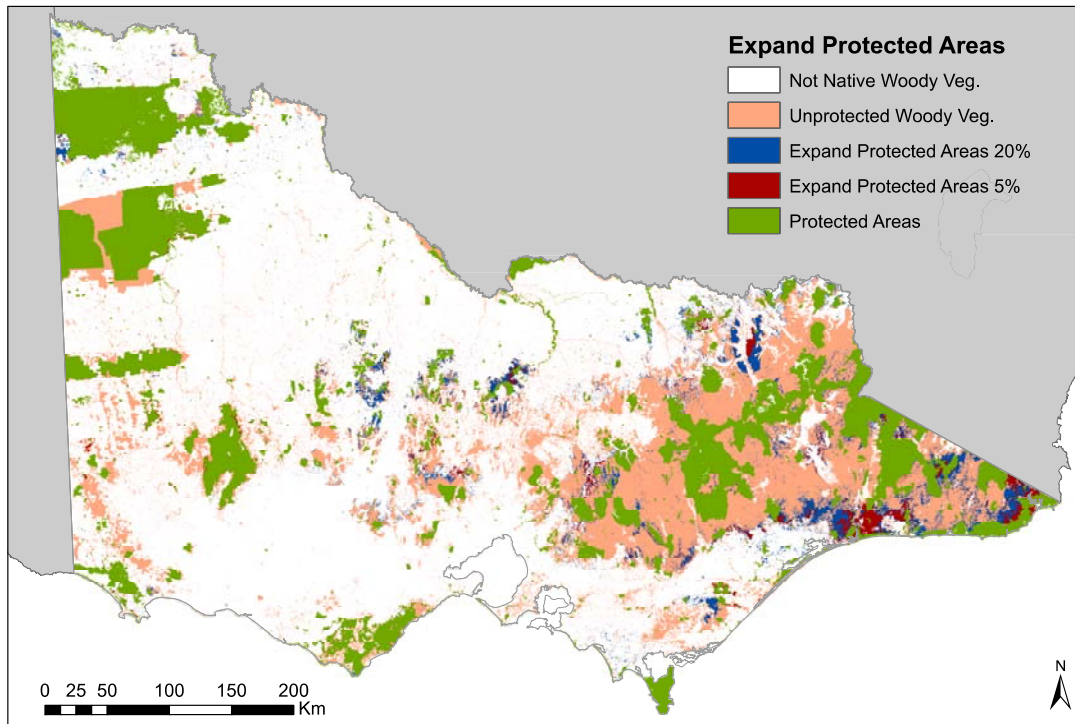 Expand Protected Areas
Not Native Woody Veg.
Unprotected Woody Veg.
Expand Protected Areas 20%
Expand Protected Areas 5%
Protected Areas
0 25 50 100 150 200
Km
N